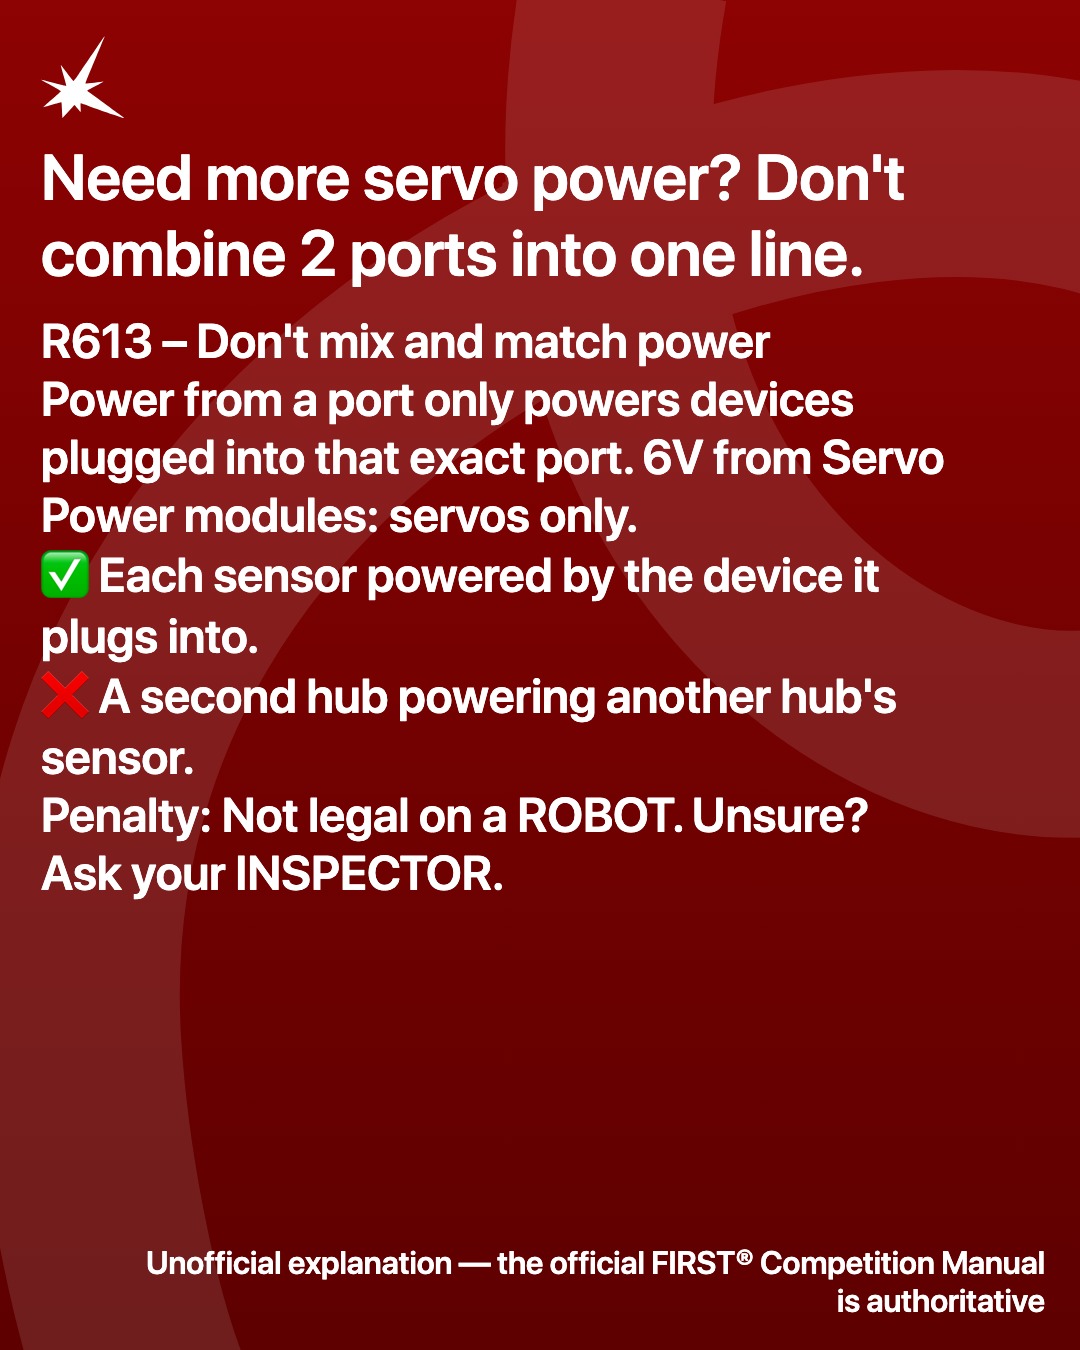 Need more servo power? Don't
combine 2 ports into one line.
R613 – Don't mix and match power
Power from a port only powers devices
plugged into that exact port. 6V from Servo
Power modules: servos only.
✅ Each sensor powered by the device it
plugs into.
❌ A second hub powering another hub's
sensor.
Penalty: Not legal on a ROBOT. Unsure?
Ask your INSPECTOR.
Unofficial explanation — the official FIRST® Competition Manual
is authoritative